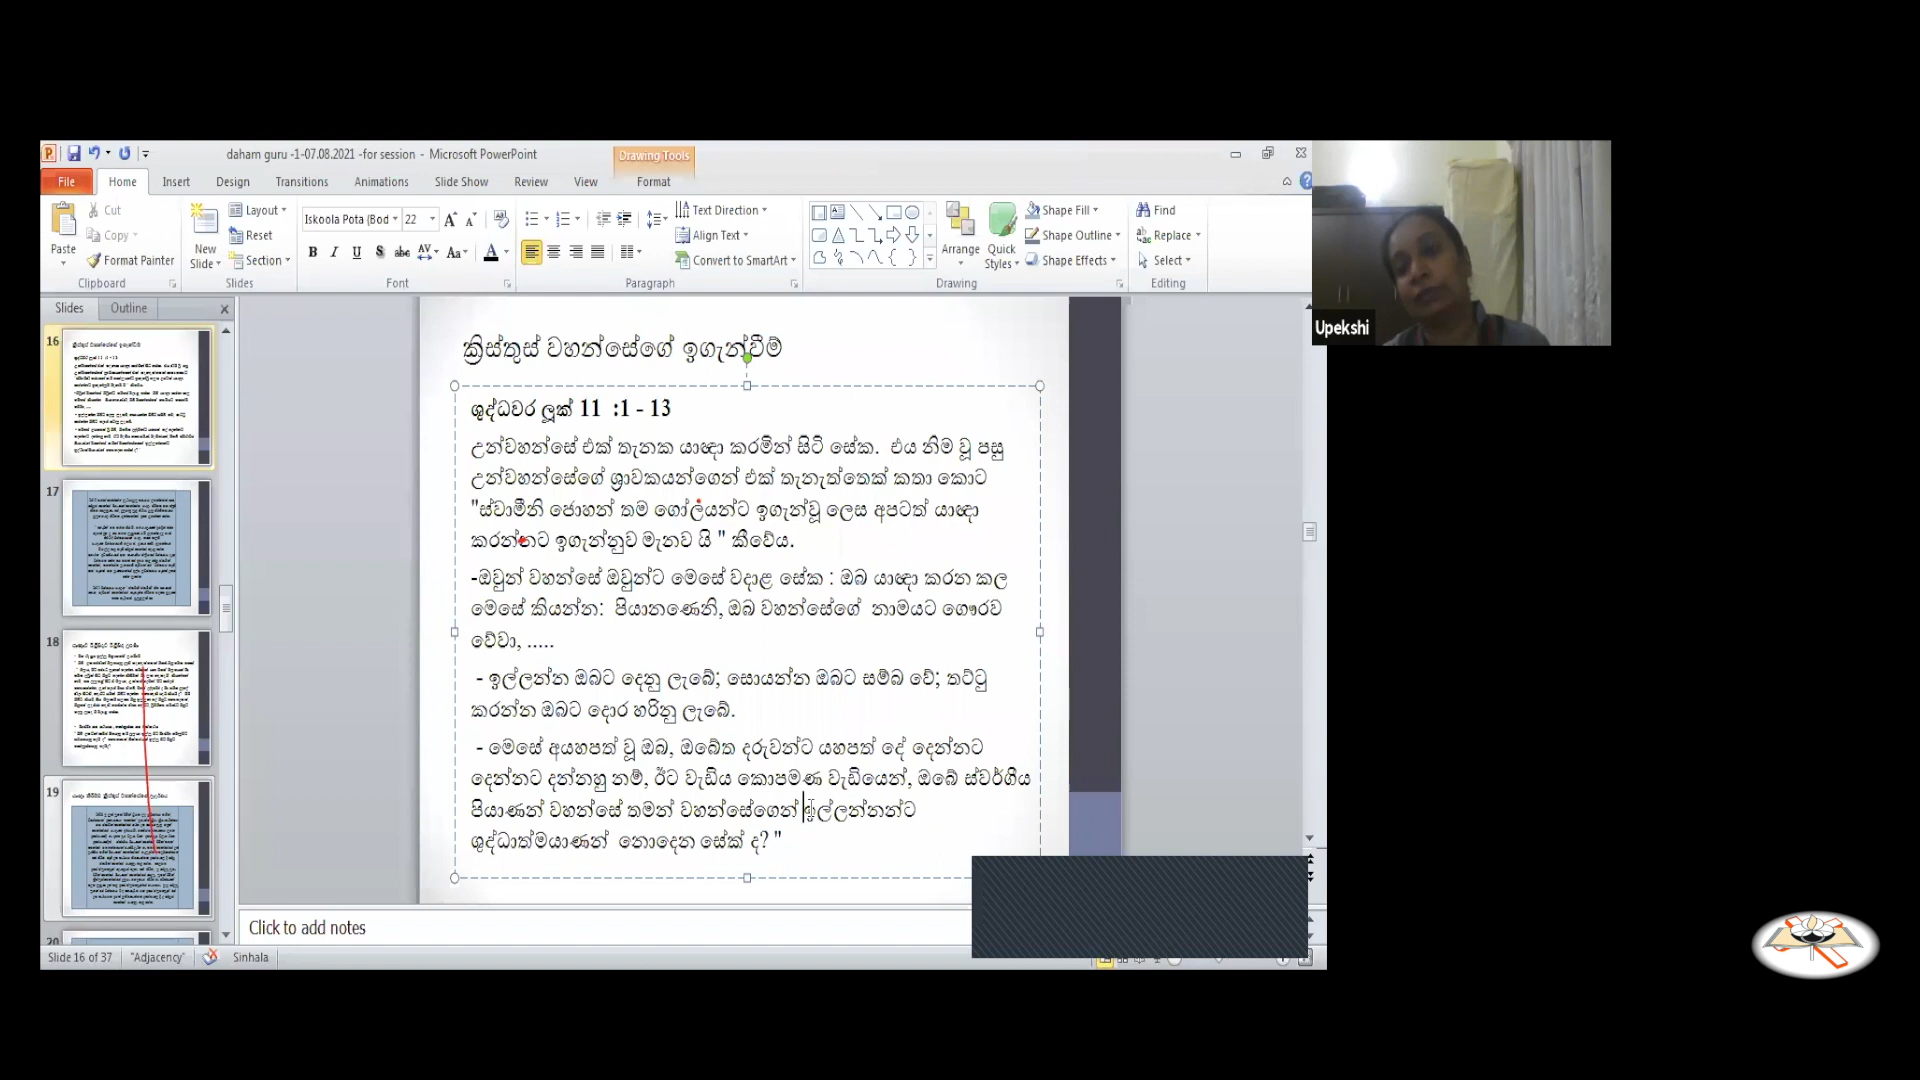 daham guru -1-07.08.2021 -for session - Microsoft PowerPoint
Drawing Tools
File Home Insert Design Transitions Animations Slide Show Review View Format
Paste
Cut
Copy
Format Painter
Clipboard
New Slide
Layout
Reset
Section
Slides
Iskoola Pota (Bod 22
Font
Text Direction
Align Text
Convert to SmartArt
Paragraph
Arrange
Quick Styles
Shape Fill
Shape Outline
Shape Effects
Drawing
Find
Replace
Select
Editing
Slides Outline
16
17
18
19
20
ක්‍රිස්තුස් වහන්සේගේ ඉගැන්වීම්
ශුද්ධවර ලූක් 11 :1 - 13
උන්වහන්සේ එක් තැනක යාඥා කරමින් සිටි සේක. එය නිම වූ පසු
උන්වහන්සේගේ ශ්‍රාවකයන්ගෙන් එක් තැනැත්තෙක් කතා කොට
"ස්වාමීනි ජොහන් තම ගෝලයන්ට ඉගැන්වූ ලෙස අපටත් යාඥා
කරන්නට ඉගැන්නුව මැනව යි " කීවේය.
-ඔවුන් වහන්සේ ඔවුන්ට මෙසේ වදාළ සේක : ඔබ යාඥා කරන කල
මෙසේ කියන්න: පියානණෙනි, ඔබ වහන්සේගේ නාමයට ගෞරව
වේවා, .....
- ඉල්ලන්න ඔබට දෙනු ලැබේ; සොයන්න ඔබට සම්බ වේ; තට්ටු
කරන්න ඔබට දොර හරිනු ලැබේ.
- මෙසේ අයහපත් වූ ඔබ, ඔබේත දරුවන්ට යහපත් දේ දෙන්නට
දෙන්නට දන්නහු නම්, ඊට වැඩිය කොපමණ වැඩියෙන්, ඔබේ ස්වර්ගීය
පියාණන් වහන්සේ තමන් වහන්සේගෙන් ඉල්ලන්නන්ට
ශුද්ධාත්මයාණන් නොදෙන සේක් ද? "
Click to add notes
Slide 16 of 37 "Adjacency" Sinhala
Upekshi